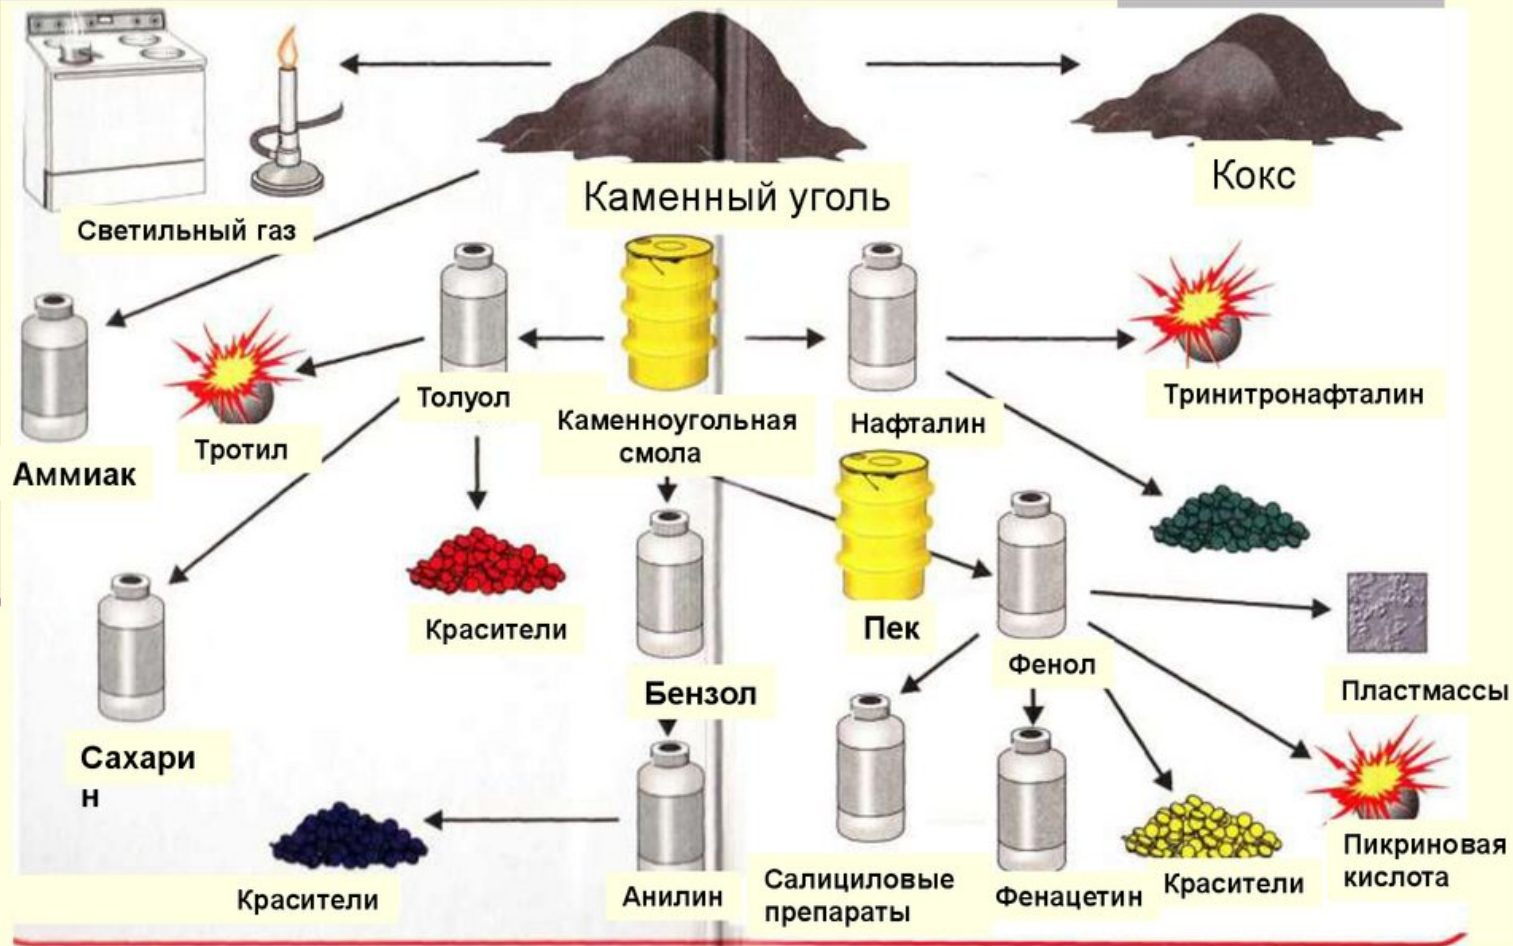 Каменный уголь
Кокс
Светильный газ
Аммиак
Тротил
Толуол
Каменноугольная
смола
Нафталин
Тринитронафталин
Сахари
н
Красители
Бензол
Пек
Фенол
Пластмассы
Красители
Анилин
Салициловые
препараты
Фенацетин
Красители
Пикриновая
кислота